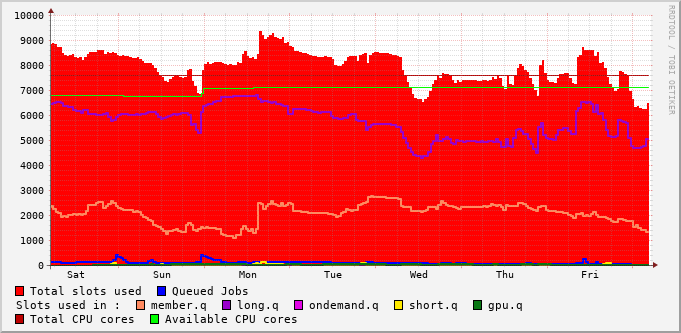 10000
9000
8000
7000
6000
5000
4000
3000
2000
1000
0
Sat Sun Mon Tue Wed Thu Fri
RRDTOOL / TOBI OETIKER
Total slots used Queued Jobs
Slots used in : member.q long.q ondemand.q short.q gpu.q
Total CPU cores Available CPU cores